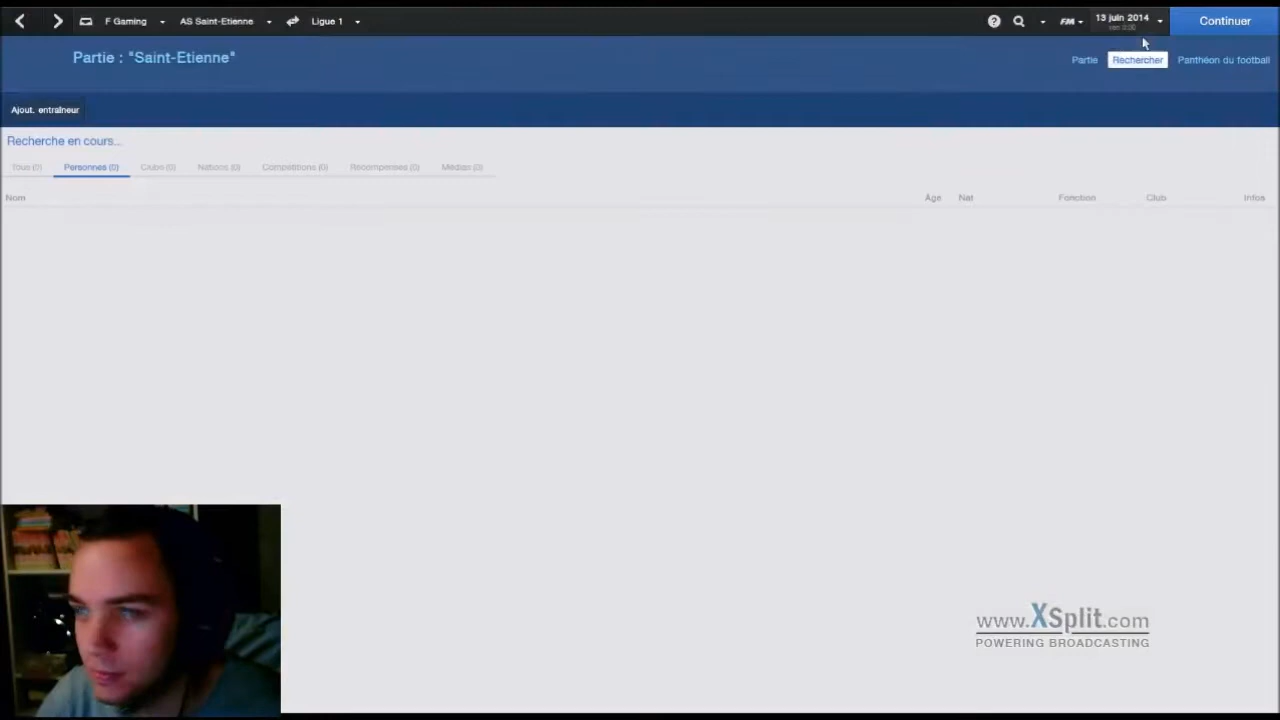 F Gaming AS Saint-Etienne Ligue 1 FM 13 juin 2014 Continuer
Partie : "Saint-Etienne" Partie Rechercher Panthéon du football
Ajout. entraîneur
Recherche en cours...
Tous (?) Personnes (0) Clubs (0) Nations (0) Compétitions (0) Récompenses (0) Médias (0)
Nom Âge Nat Fonction Club Infos
www.XSplit.com
POWERING BROADCASTING